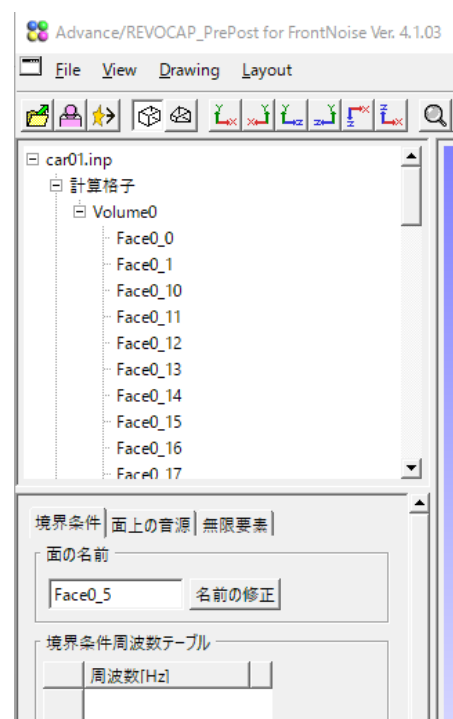 Advance/REVOCAP_PrePost for FrontNoise Ver. 4.1.03
File View Drawing Layout
car01.inp
計算格子
Volume0
Face0_0
Face0_1
Face0_10
Face0_11
Face0_12
Face0_13
Face0_14
Face0_15
Face0_16
Face0_17
境界条件 面上の音源 無限要素
面の名前
Face0_5 名前の修正
境界条件周波数テーブル
周波数[Hz]